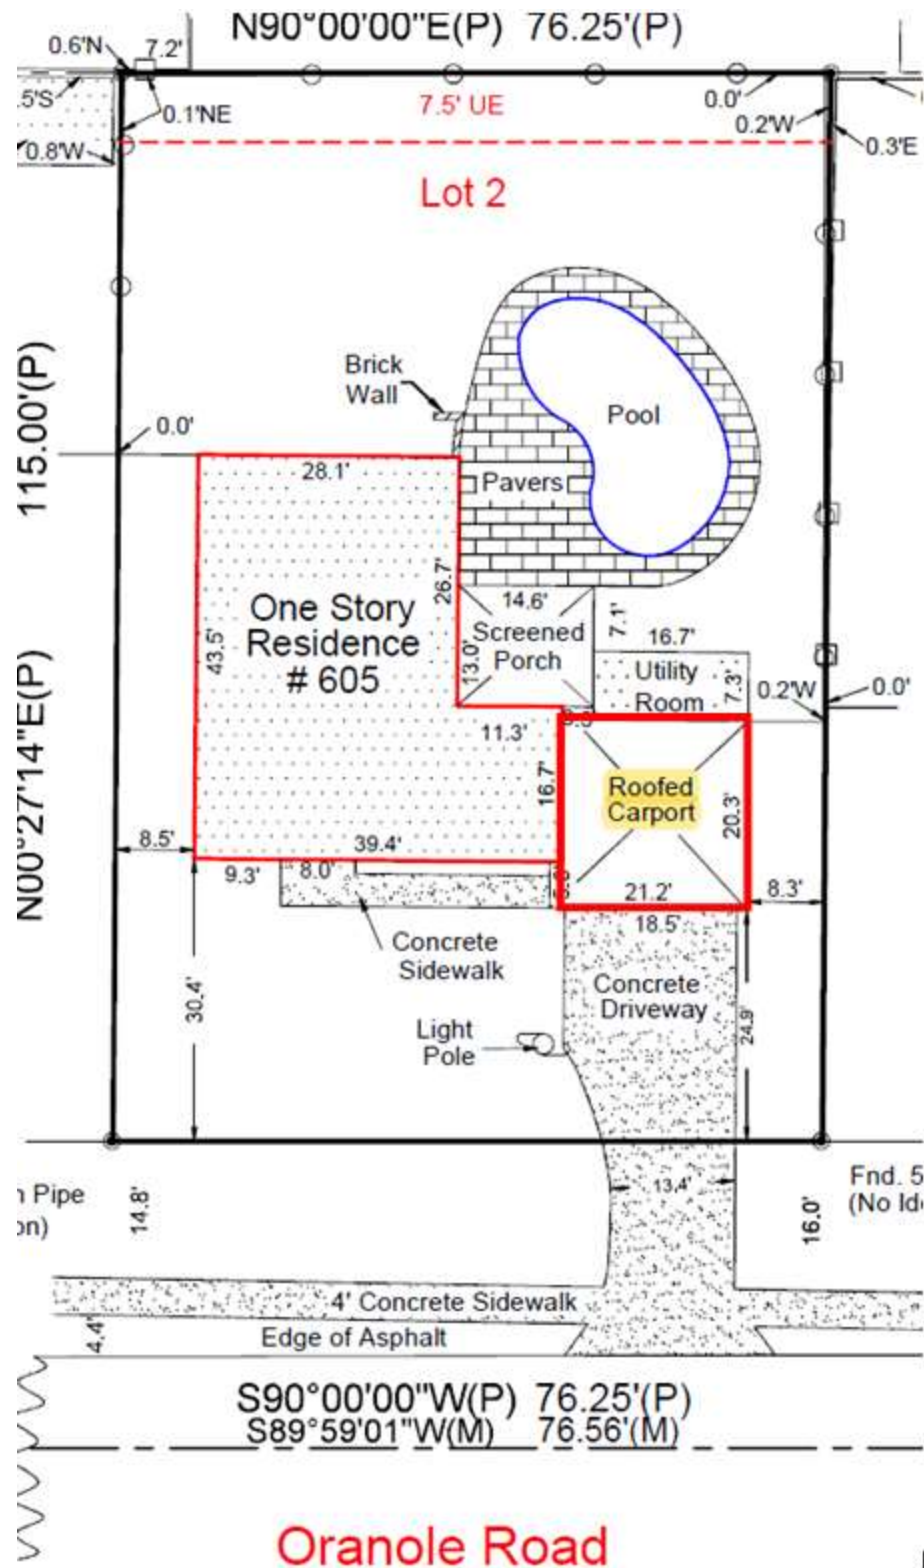 N90°00'00"E(P) 76.25'(P)
0.6'N
7.2'
.5'S
0.1'NE
0.8'W
7.5' UE
0.0'
0.2'W
0.3'E
Lot 2
115.00'(P)
N00°27'14"E(P)
Brick
Wall
Pool
0.0'
28.1'
Pavers
26.7'
43.5'
One Story
Residence
# 605
14.6'
Screened
Porch
13.0'
7.1'
16.7'
Utility
Room
7.3'
0.2'W
0.0'
11.3'
16.7'
Roofed
Carport
20.3'
8.5'
39.4'
9.3'
8.0'
21.2'
8.3'
18.5'
Concrete
Sidewalk
Concrete
Driveway
30.4'
24.9'
Light
Pole
n Pipe
on)
14.8'
13.4'
16.0'
Fnd. 5
(No Id
4' Concrete Sidewalk
4.4'
Edge of Asphalt
S90°00'00"W(P) 76.25'(P)
S89°59'01"W(M) 76.56'(M)
Oranole Road